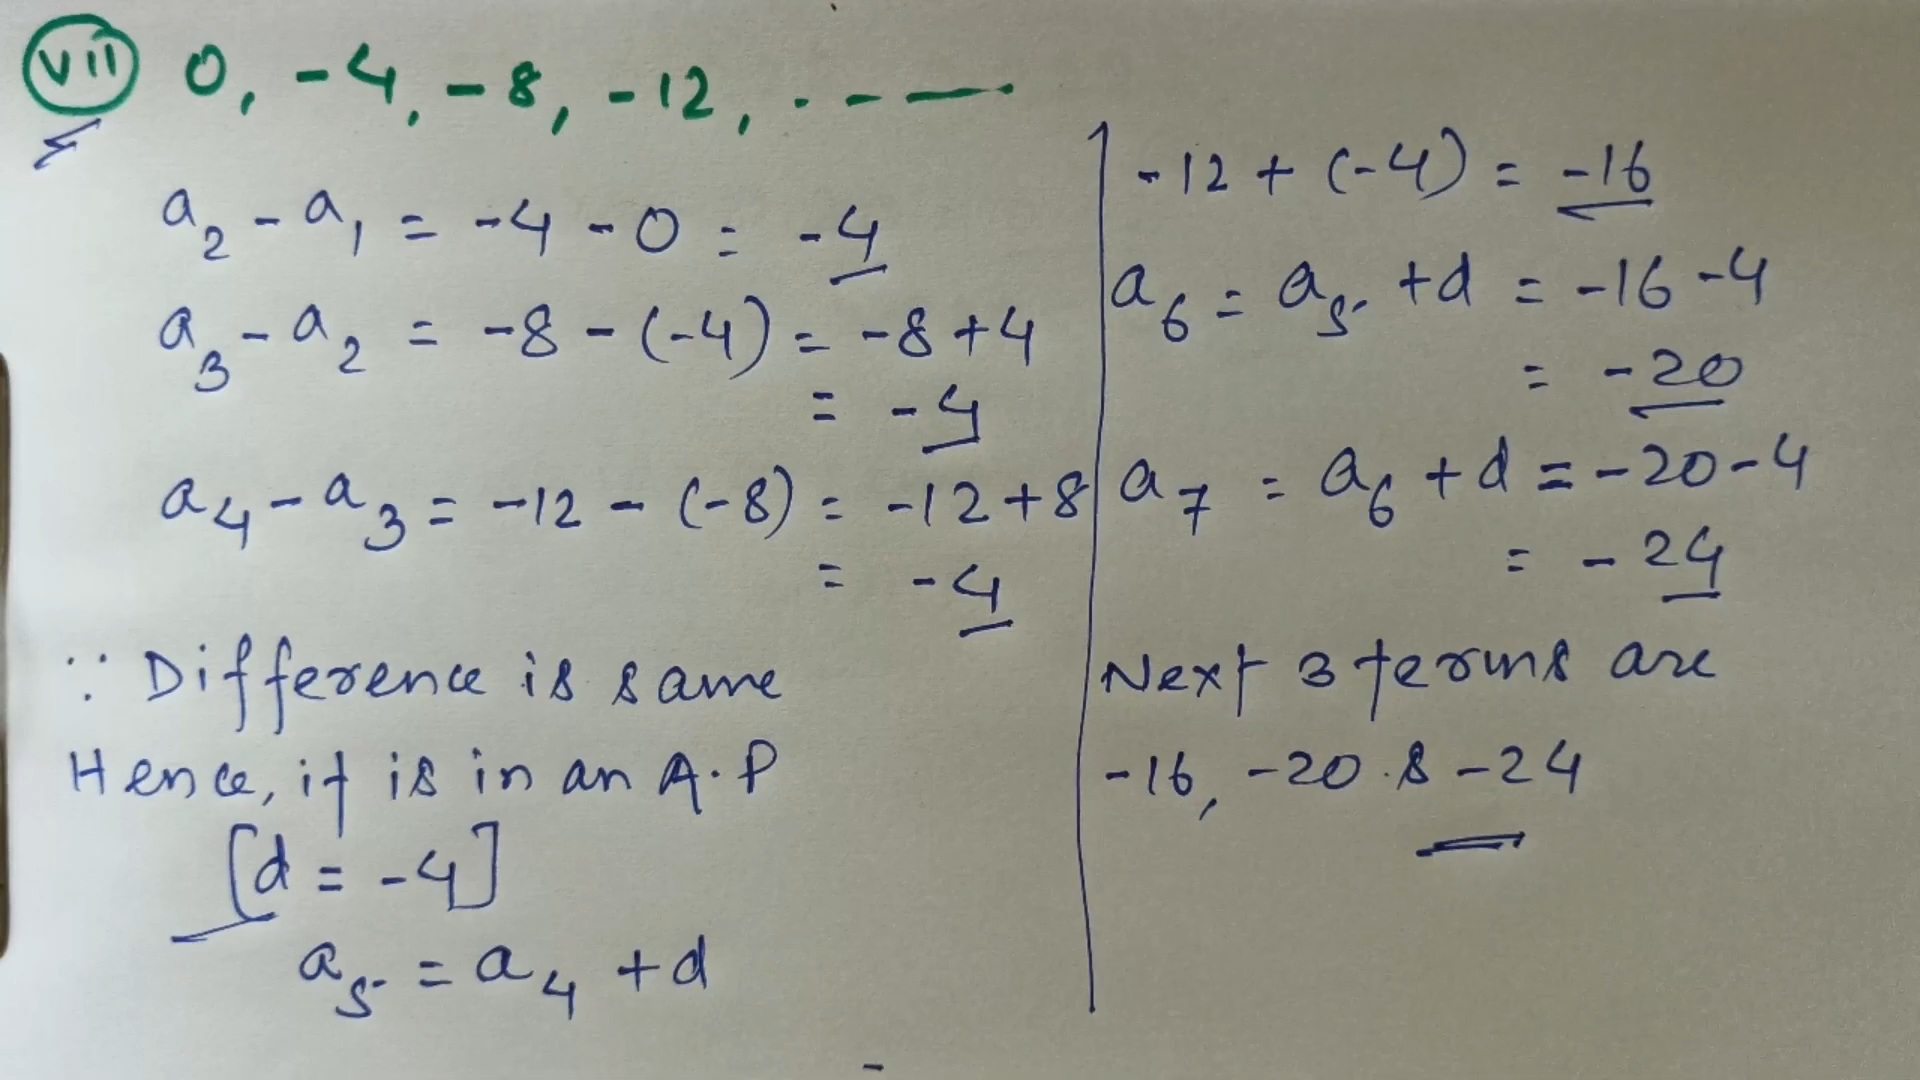 vii 0, -4, -8, -12, . - —
a₂ - a₁ = -4 - 0 = -4
a₃ - a₂ = -8 - (-4) = -8 + 4
= -4
a₄ - a₃ = -12 - (-8) = -12 + 8
= -4
∵ Difference is same
Hence, it is in an A.P
[d = -4]
a₅ = a₄ + d
-12 + (-4) = -16
a₆ = a₅ + d = -16 - 4
= -20
a₇ = a₆ + d = -20 - 4
= -24
Next 3 terms are
-16, -20 & -24